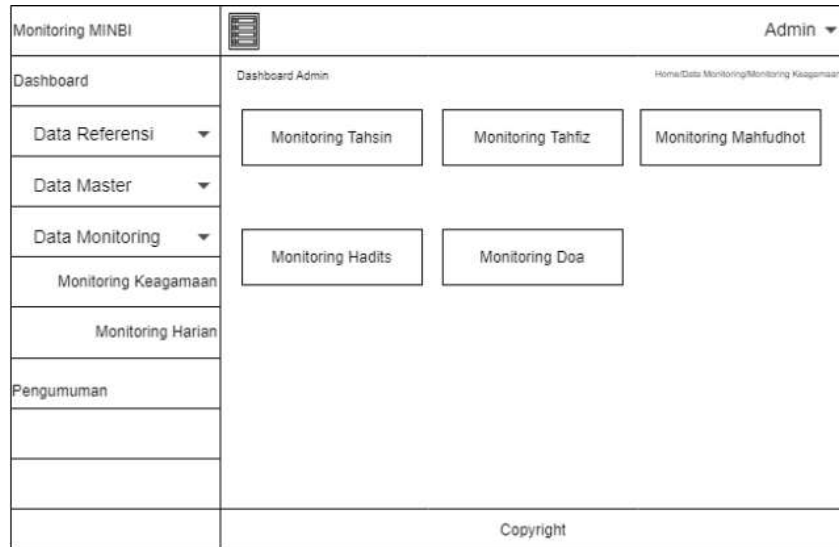 Monitoring MINBI
Admin
Dashboard
Data Referensi
Data Master
Data Monitoring
Monitoring Keagamaan
Monitoring Harian
Pengumuman
Dashboard Admin
Home/Data Monitoring/Monitoring Keagamaan
Monitoring Tahsin
Monitoring Tahfiz
Monitoring Mahfudhot
Monitoring Hadits
Monitoring Doa
Copyright